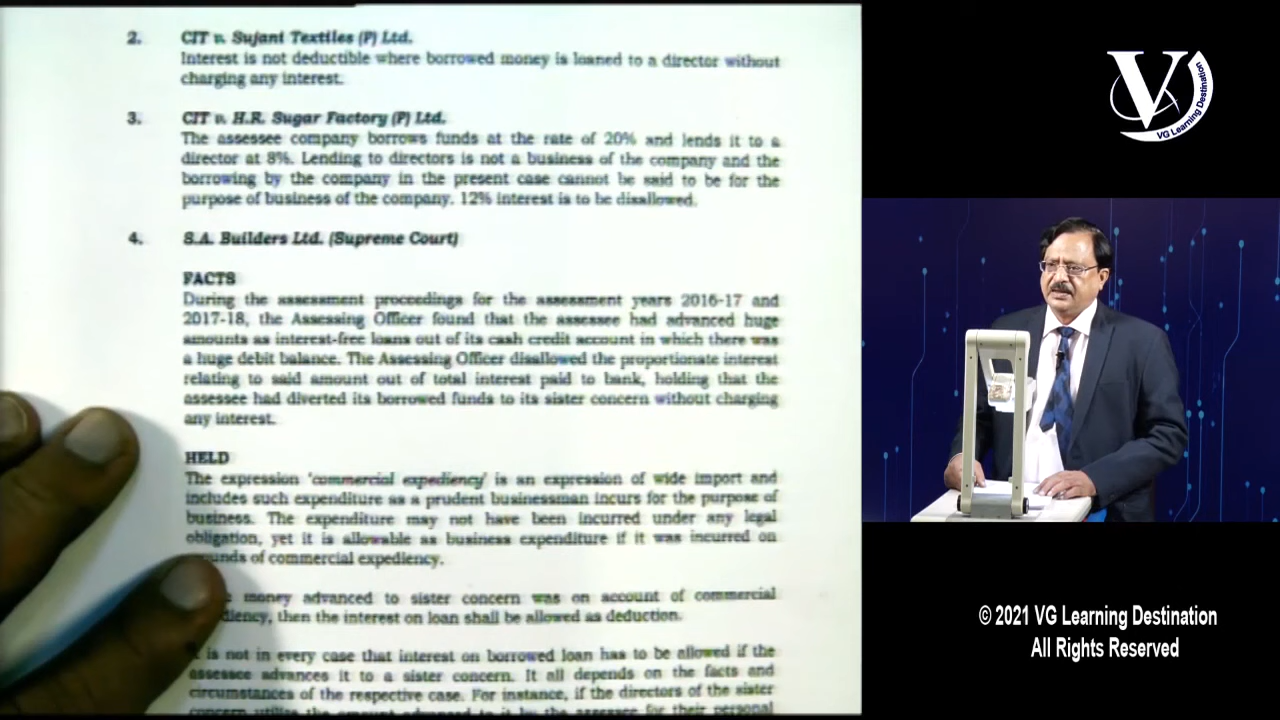 2. CIT v. Sujani Textiles (P) Ltd.
Interest is not deductible where borrowed money is loaned to a director without
charging any interest.
3. CIT v. H.R. Sugar Factory (P) Ltd.
The assessee company borrows funds at the rate of 20% and lends it to a
director at 8%. Lending to directors is not a business of the company and the
borrowing by the company in the present case cannot be said to be for the
purpose of business of the company. 12% interest is to be disallowed.
4. S.A. Builders Ltd. (Supreme Court)
FACTS
During the assessment proceedings for the assessment years 2016-17 and
2017-18, the Assessing Officer found that the assessee had advanced huge
amounts as interest-free loans out of its cash credit account in which there was
a huge debit balance. The Assessing Officer disallowed the proportionate interest
relating to said amount out of total interest paid to bank, holding that the
assessee had diverted its borrowed funds to its sister concern without charging
any interest.
HELD
The expression 'commercial expediency' is an expression of wide import and
includes such expenditure as a prudent businessman incurs for the purpose of
business. The expenditure may not have been incurred under any legal
obligation, yet it is allowable as business expenditure if it was incurred on
of commercial expediency.
money advanced to sister concern was on account of commercial
then the interest on loan shall be allowed as deduction.
is not in every case that interest on borrowed loan has to be allowed if the
assessee advances it to a sister concern. It all depends on the facts and
circumstances of the respective case. For instance, if the directors of the sister
concern utilise the amount advanced to it by the assessee for their personal
V
VG Learning Destination
© 2021 VG Learning Destination
All Rights Reserved